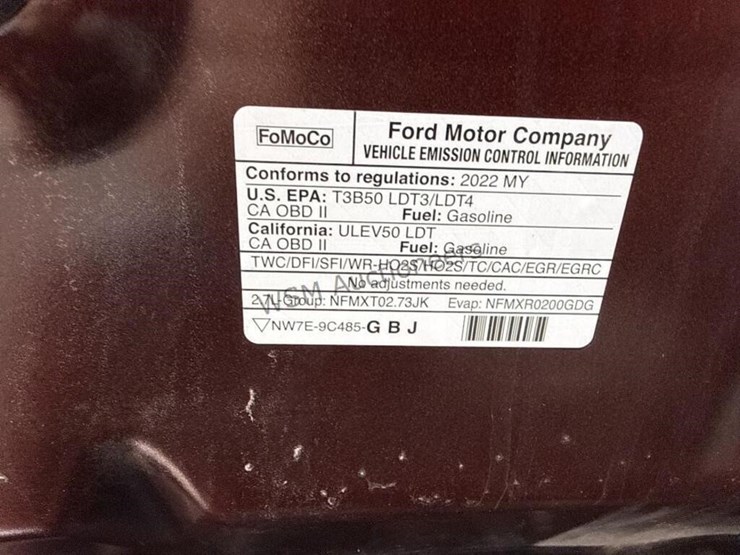 FoMoCo
Ford Motor Company
VEHICLE EMISSION CONTROL INFORMATION
Conforms to regulations: 2022 MY
U.S. EPA: T3B50 LDT3/LDT4
CA OBD II Fuel: Gasoline
California: ULEV50 LDT
CA OBD II Fuel: Gasoline
TWC/DFI/SFI/WR-HO2S/HO2S/TC/CAC/EGR/EGRC
No adjustments needed.
2.7L-Group: NFMXT02.73JK Evap: NFMXR0200GDG
NW7E-9C485-G B J
WSM Auctioneers